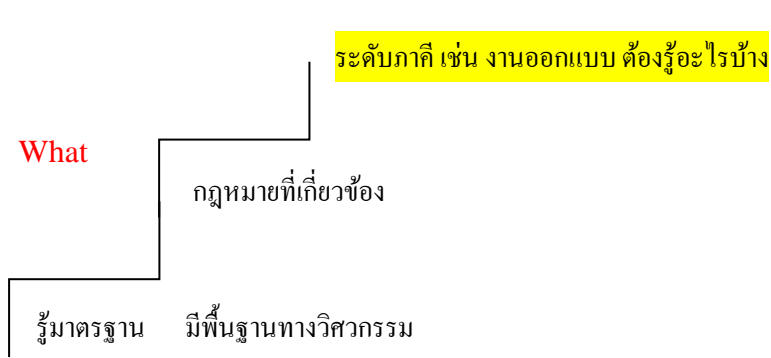 ระดับภาคี เช่น งานออกแบบ ต้องรู้อะไรบ้าง
What
กฎหมายที่เกี่ยวข้อง
รู้มาตรฐาน มีพื้นฐานทางวิศวกรรม